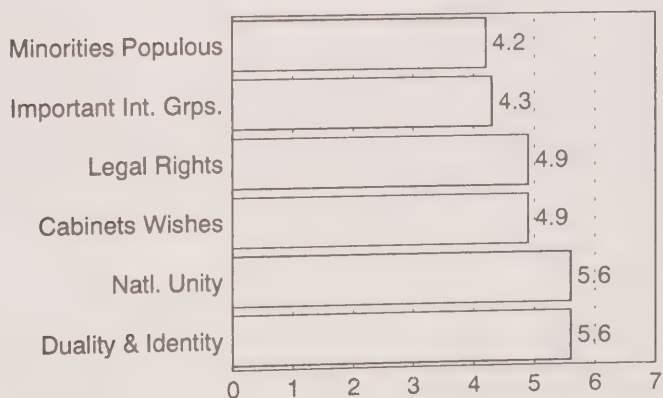 Minorities Populous 4.2
Important Int. Grps. 4.3
Legal Rights 4.9
Cabinets Wishes 4.9
Natl. Unity 5.6
Duality & Identity 5.6
0 1 2 3 4 5 6 7